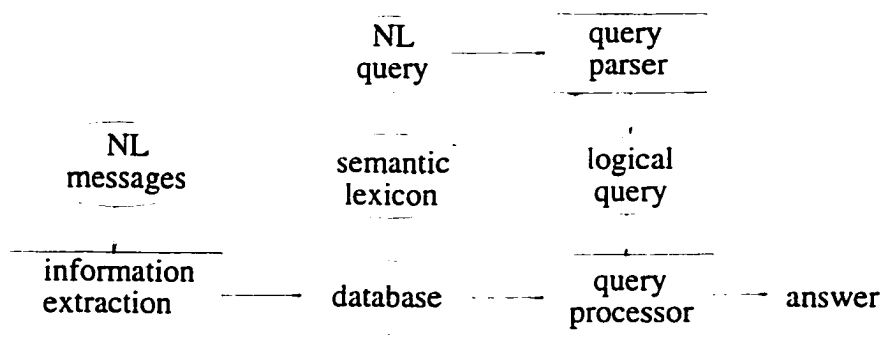 NL
query
query
parser
NL
messages
semantic
lexicon
logical
query
information
extraction
database
query
processor
answer